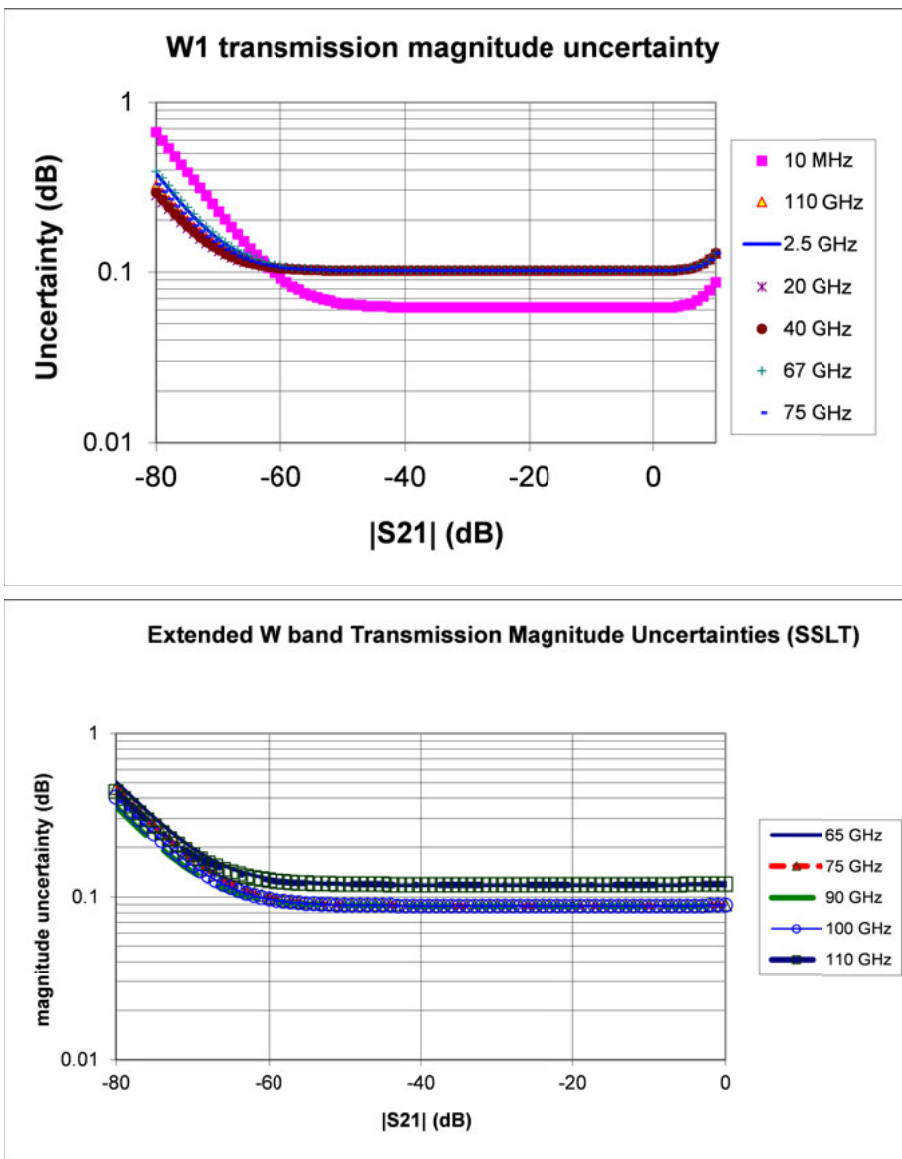 W1 transmission magnitude uncertainty
Uncertainty (dB)
1
0.1
0.01
-80 -60 -40 -20 0
|S21| (dB)
10 MHz
110 GHz
2.5 GHz
20 GHz
40 GHz
67 GHz
75 GHz
Extended W band Transmission Magnitude Uncertainties (SSLT)
magnitude uncertainty (dB)
1
0.1
0.01
-80 -60 -40 -20 0
|S21| (dB)
65 GHz
75 GHz
90 GHz
100 GHz
110 GHz